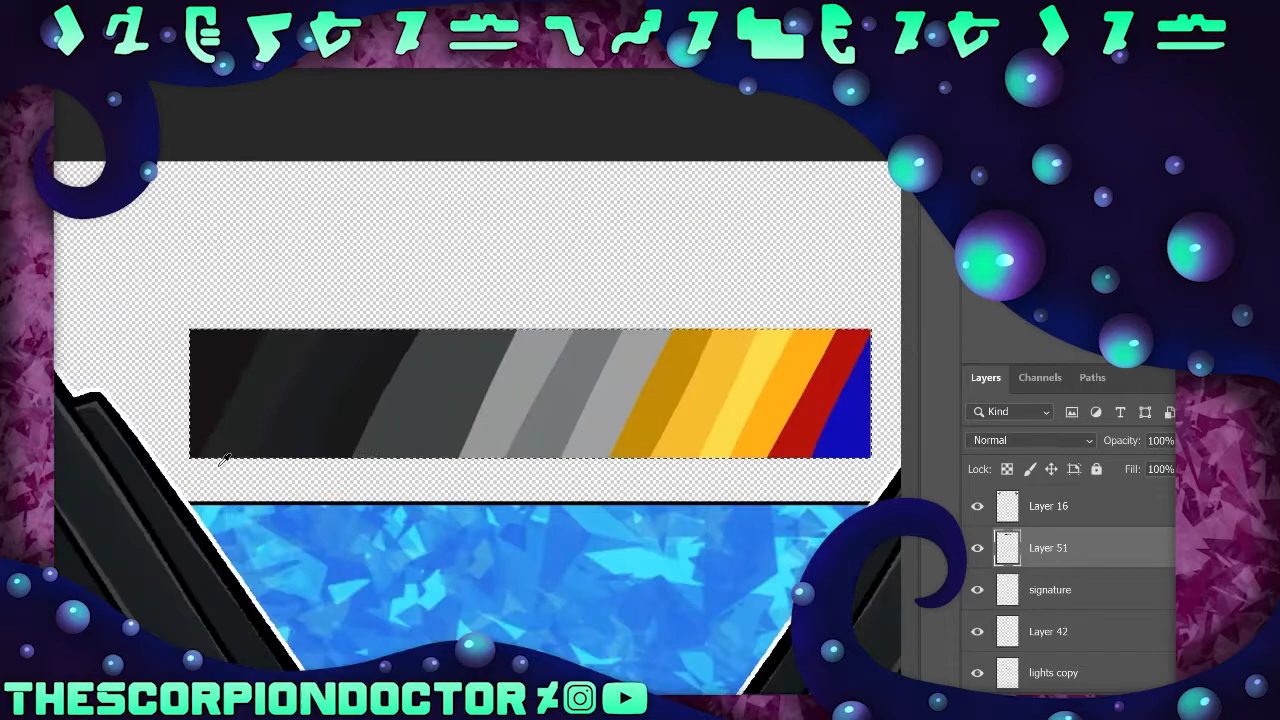 Layers Channels Paths
Kind
Normal Opacity: 100%
Lock: Fill: 100%
Layer 16
Layer 51
signature
Layer 42
lights copy
THESCORPIONDOCTOR